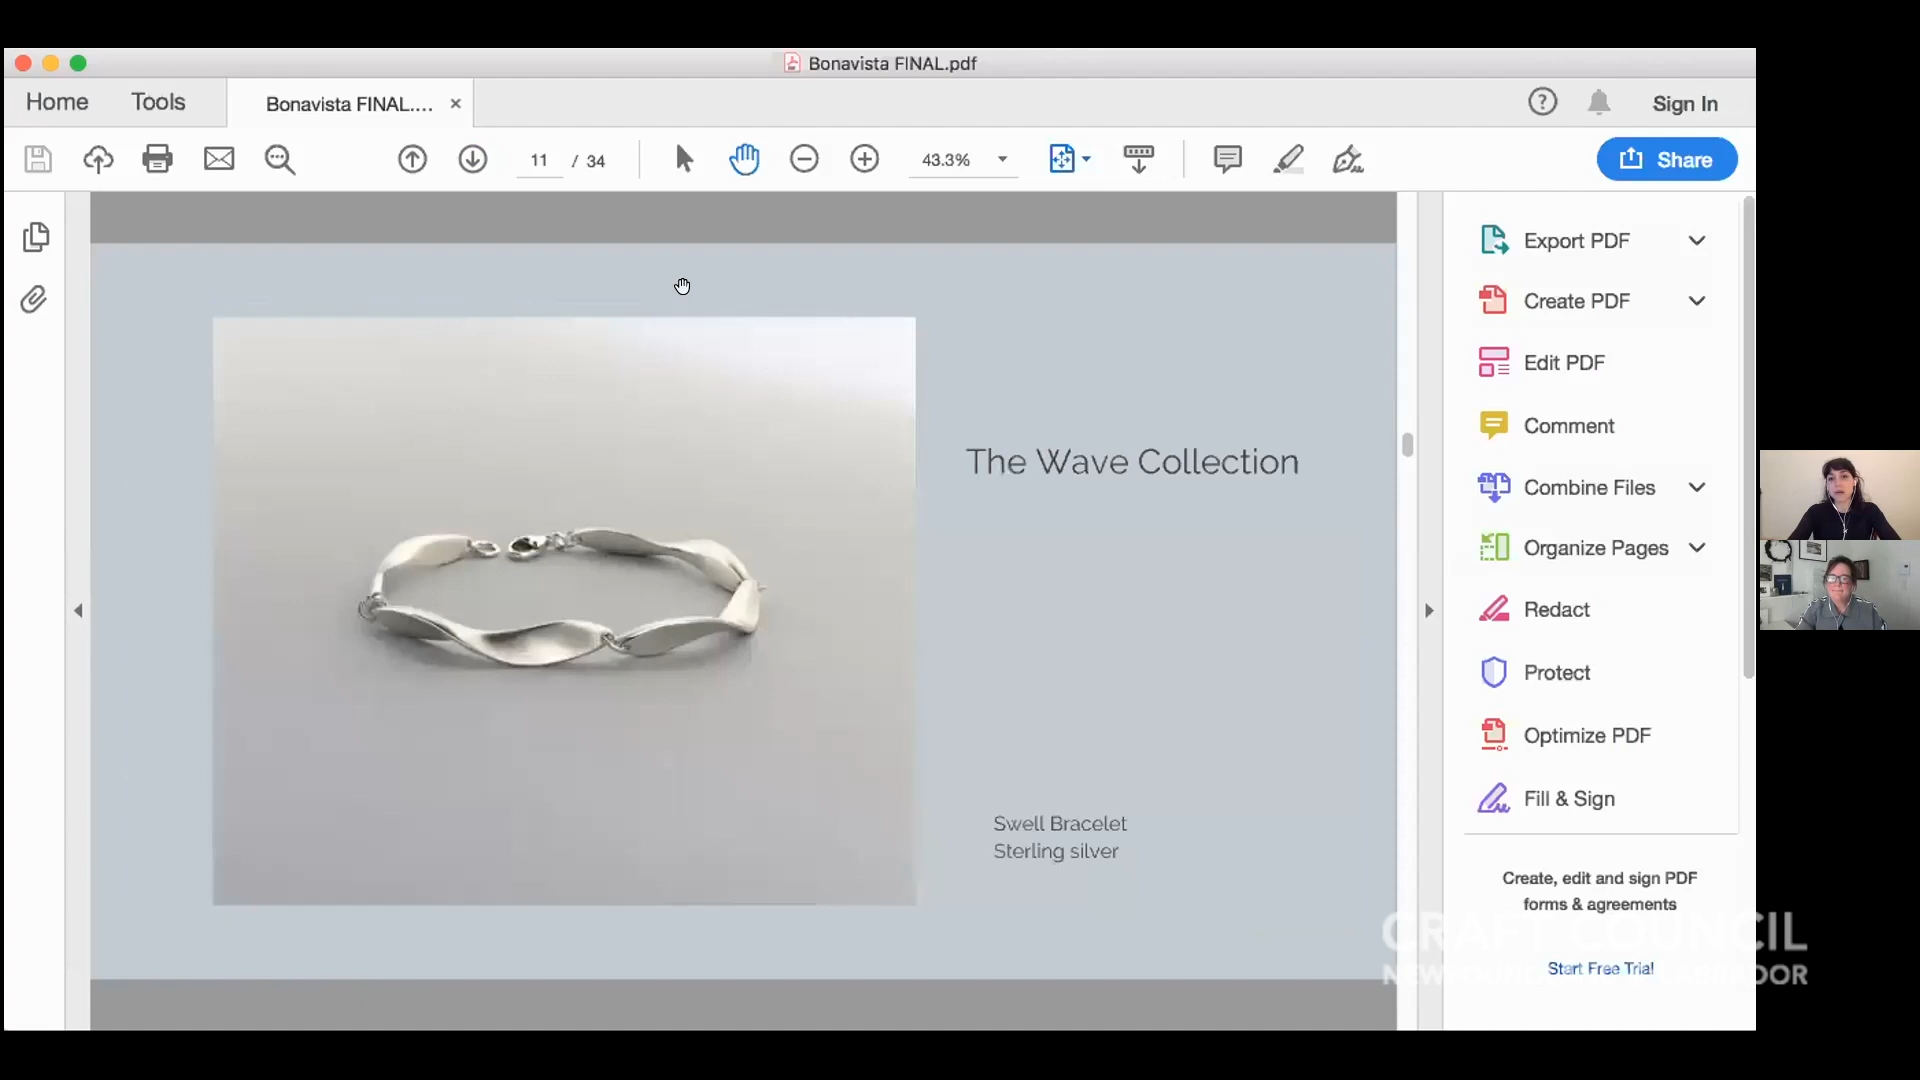 Bonavista FINAL.pdf
Home
Tools
Bonavista FINAL....
Sign In
11 / 34
43.3%
Share
Export PDF
Create PDF
Edit PDF
Comment
Combine Files
Organize Pages
Redact
Protect
Optimize PDF
Fill & Sign
Create, edit and sign PDF
forms & agreements
Start Free Trial
The Wave Collection
Swell Bracelet
Sterling silver
CRAFT COUNCIL